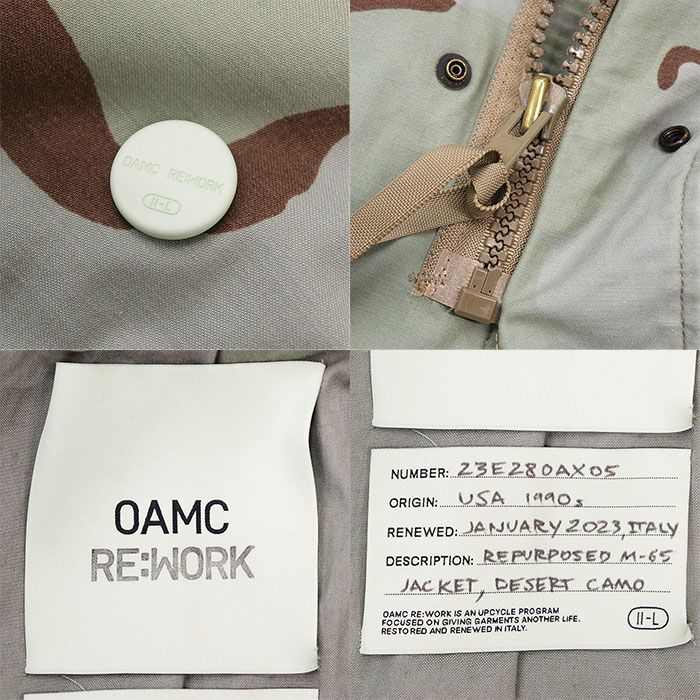 OAMC RE:WORK
II-L
OAMC
RE:WORK
NUMBER: 23E280AX05
ORIGIN: USA 1990s
RENEWED: JANUARY 2023, ITALY
DESCRIPTION: REPURPOSED M-65
JACKET, DESERT CAMO
OAMC RE:WORK IS AN UPCYCLE PROGRAM
FOCUSED ON GIVING GARMENTS ANOTHER LIFE.
RESTORED AND RENEWED IN ITALY.
II-L